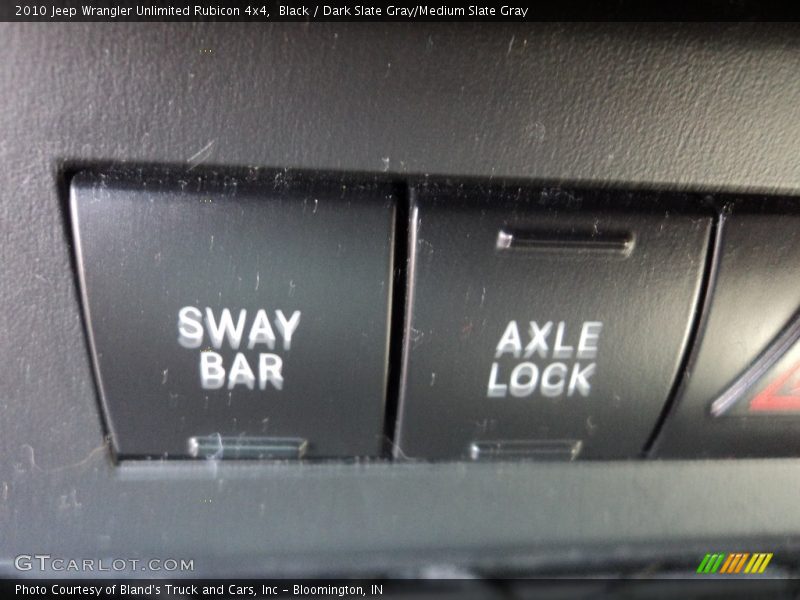 2010 Jeep Wrangler Unlimited Rubicon 4x4, Black / Dark Slate Gray/Medium Slate Gray
SWAY
BAR
AXLE
LOCK
GTCARLOT.COM
Photo Courtesy of Bland's Truck and Cars, Inc - Bloomington, IN